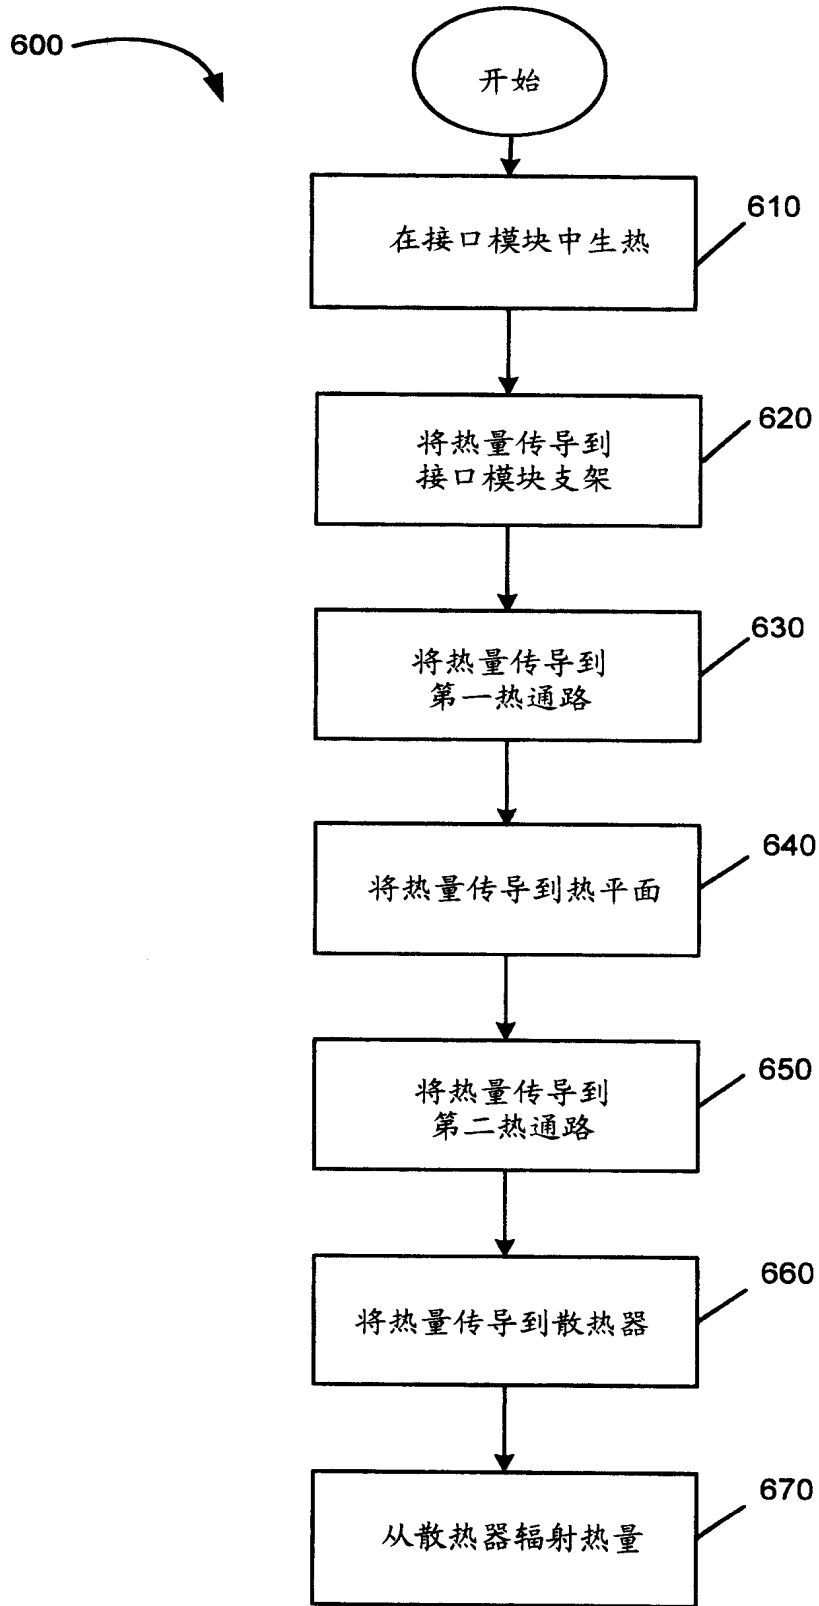 600
开始
610
在接口模块中生热
620
将热量传导到
接口模块支架
630
将热量传导到
第一热通路
640
将热量传导到热平面
650
将热量传导到
第二热通路
660
将热量传导到散热器
670
从散热器辐射热量